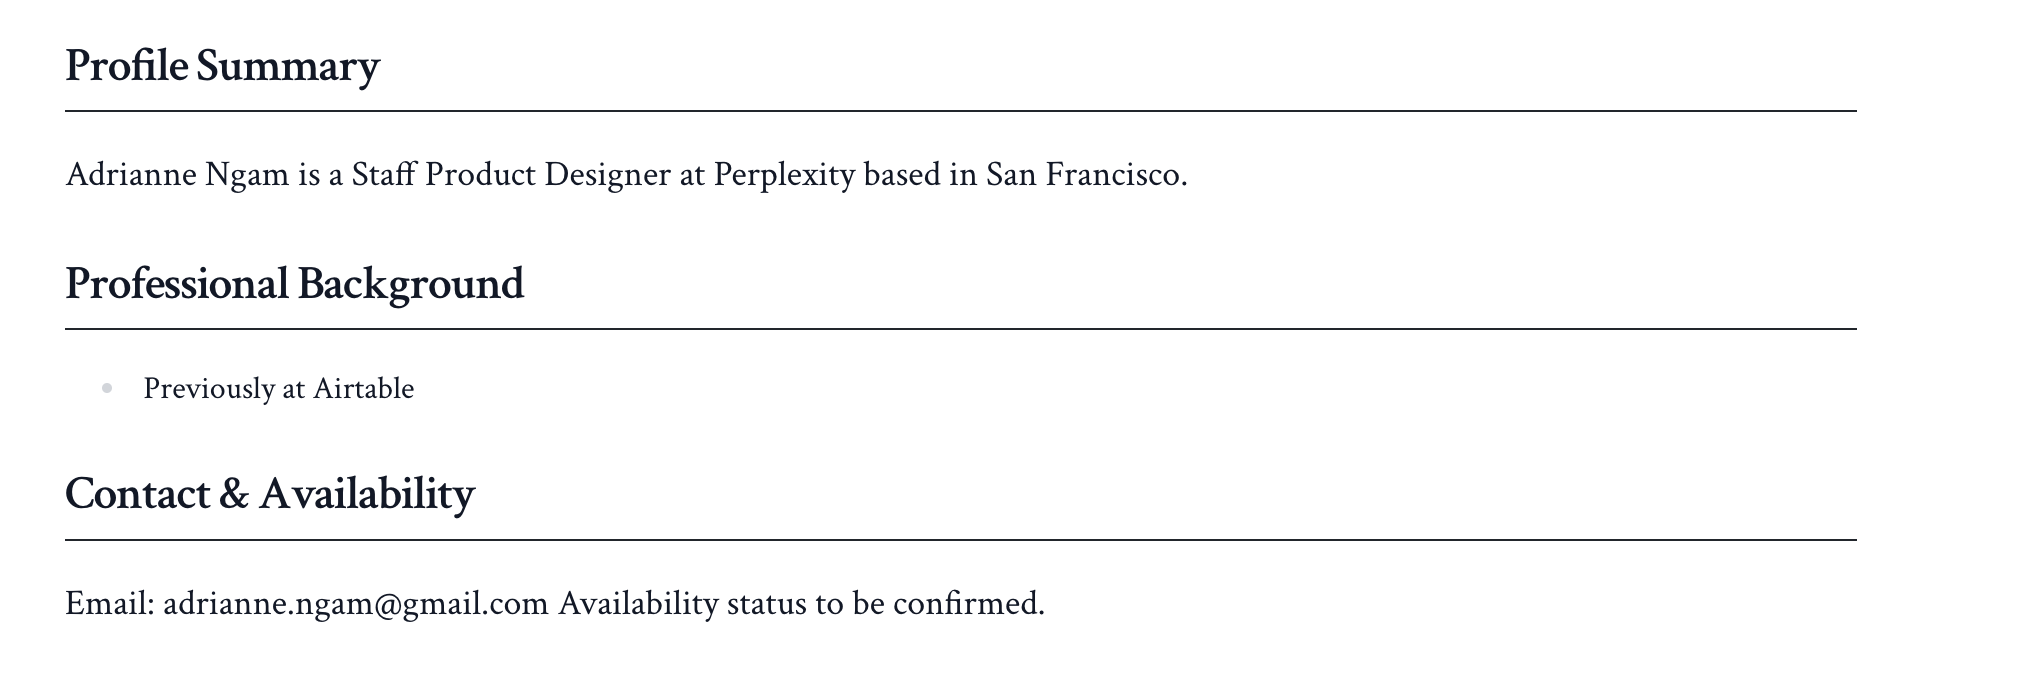 Profile Summary
Adrianne Ngam is a Staff Product Designer at Perplexity based in San Francisco.
Professional Background
Previously at Airtable
Contact & Availability
Email: adrianne.ngam@gmail.com Availability status to be confirmed.